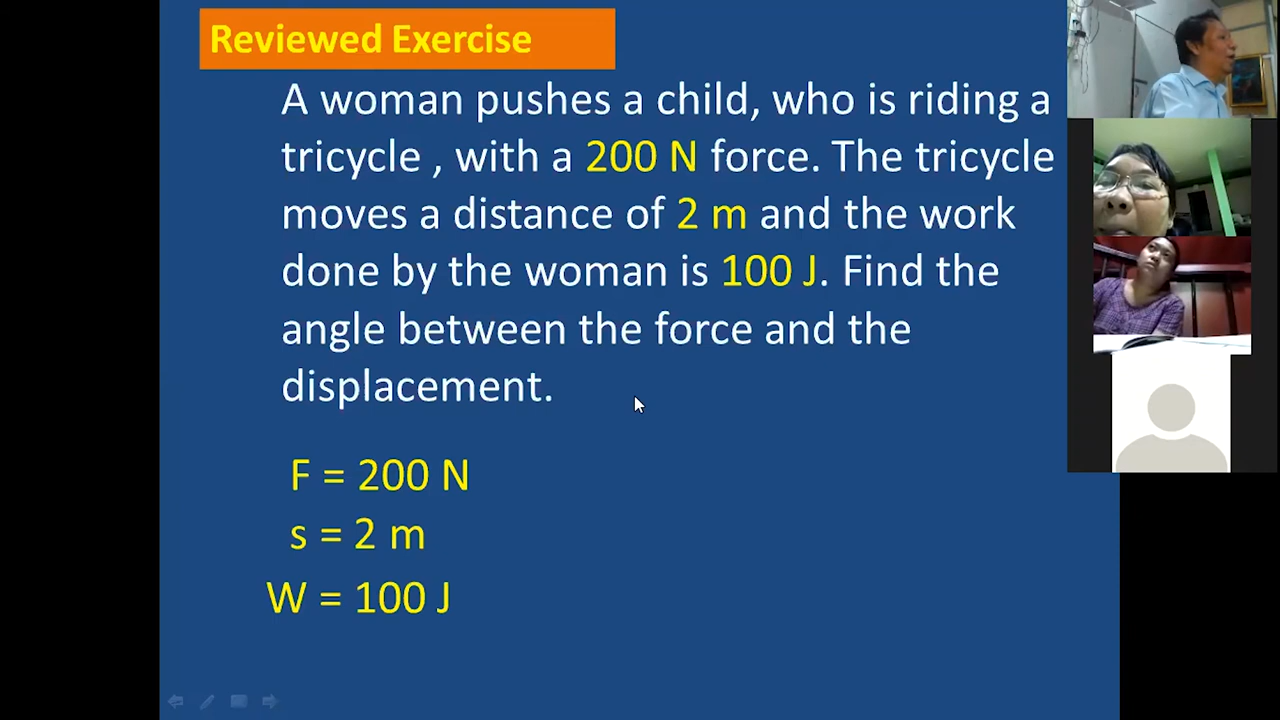 Reviewed Exercise
A woman pushes a child, who is riding a
tricycle , with a 200 N force. The tricycle
moves a distance of 2 m and the work
done by the woman is 100 J. Find the
angle between the force and the
displacement.
F = 200 N
s = 2 m
W = 100 J